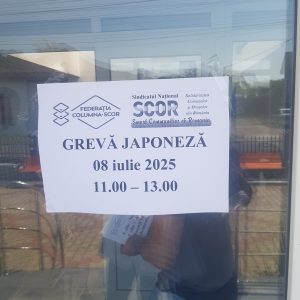 FEDERAȚIA
COLUMNA-SCOR
Sindicatul Național
SCOR
GREVĂ JAPONEZĂ
08 iulie 2025
11.00 – 13.00